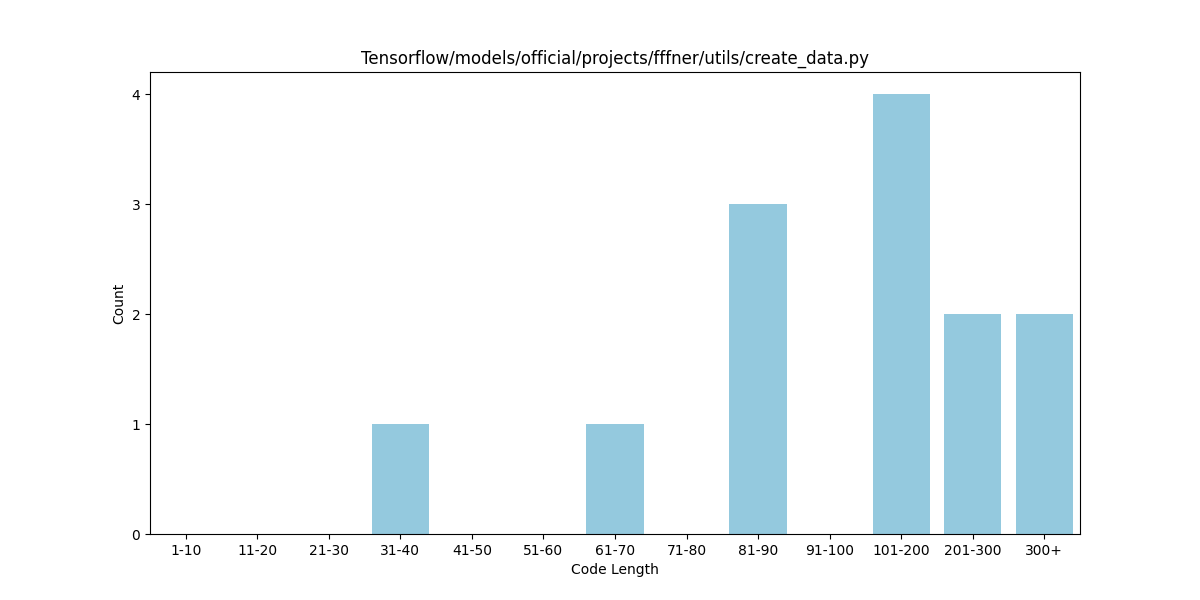 Tensorflow/models/official/projects/fffner/utils/create_data.py
4
3
2
1
0
Count
1-10 11-20 21-30 31-40 41-50 51-60 61-70 71-80 81-90 91-100 101-200 201-300 300+
Code Length